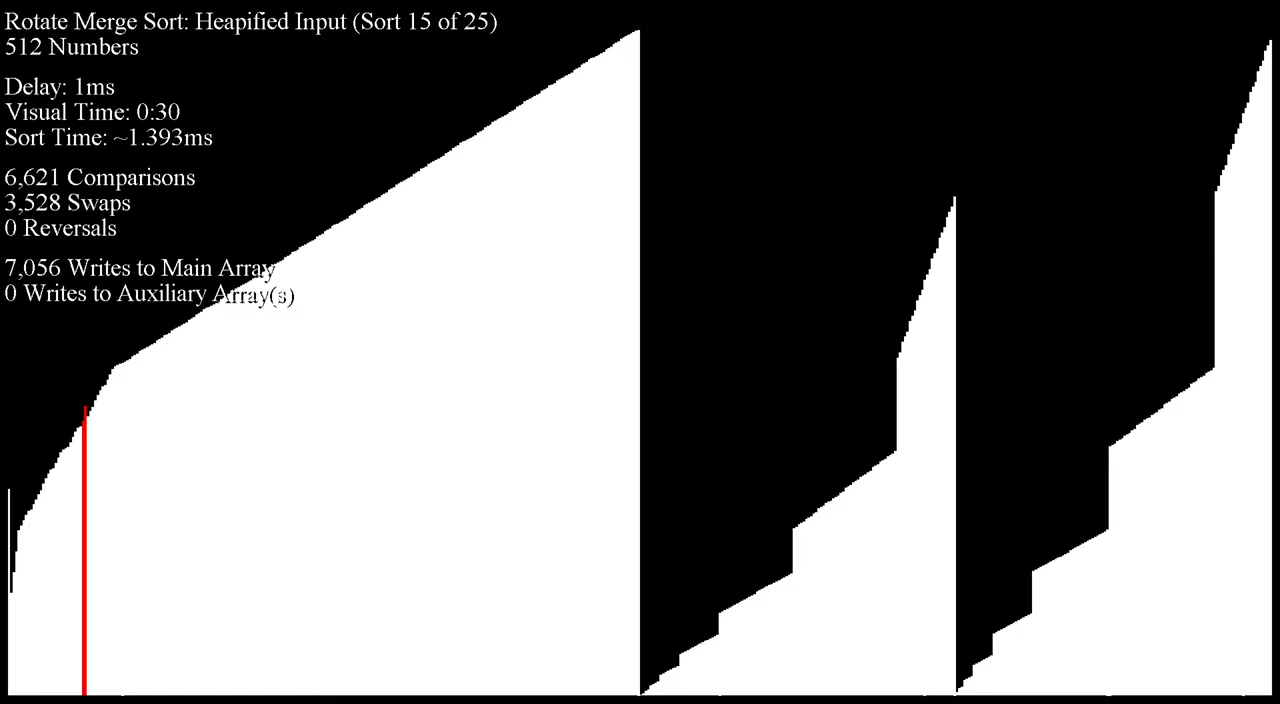 Rotate Merge Sort: Heapified Input (Sort 15 of 25)
512 Numbers
Delay: 1ms
Visual Time: 0:30
Sort Time: ~1.393ms
6,621 Comparisons
3,528 Swaps
0 Reversals
7,056 Writes to Main Array
0 Writes to Auxiliary Array(s)